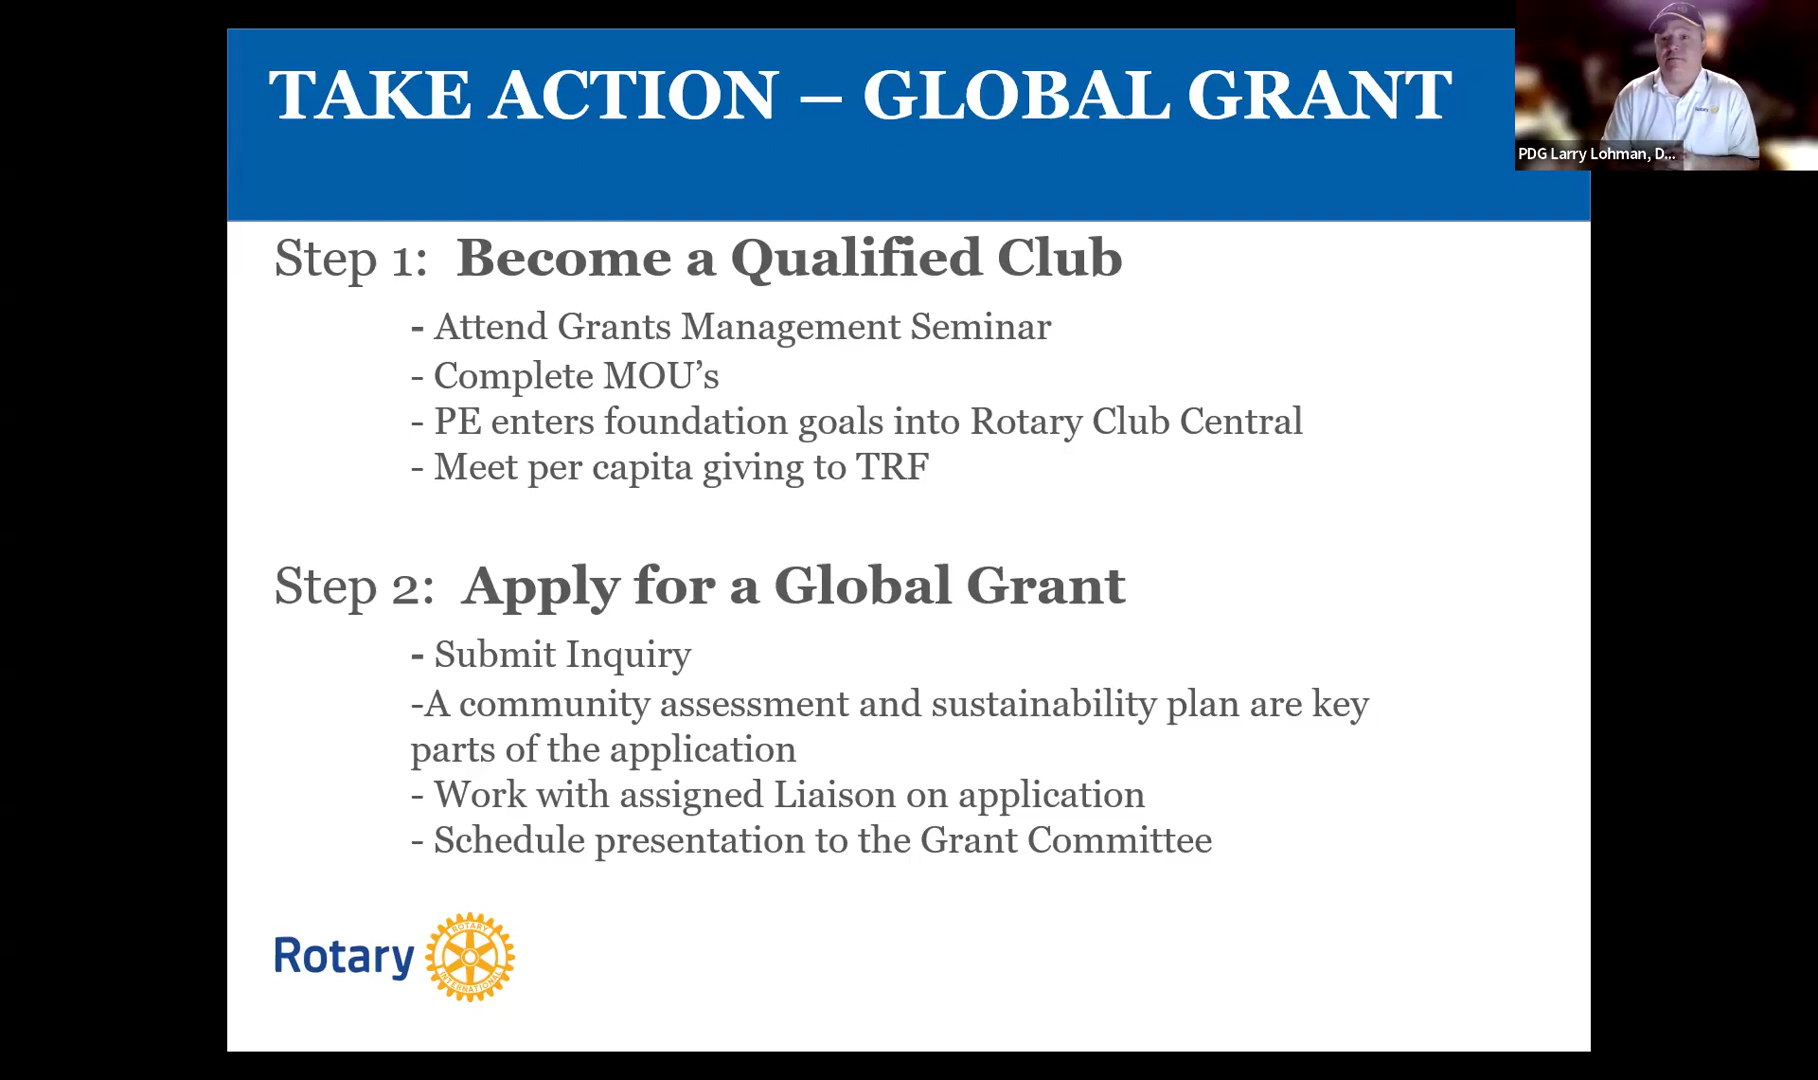 TAKE ACTION – GLOBAL GRANT
PDG Larry Lohman, D...
Step 1: Become a Qualified Club
- Attend Grants Management Seminar
- Complete MOU’s
- PE enters foundation goals into Rotary Club Central
- Meet per capita giving to TRF
Step 2: Apply for a Global Grant
- Submit Inquiry
-A community assessment and sustainability plan are key
parts of the application
- Work with assigned Liaison on application
- Schedule presentation to the Grant Committee
Rotary
ROTARY
INTERNATIONAL
Rotary